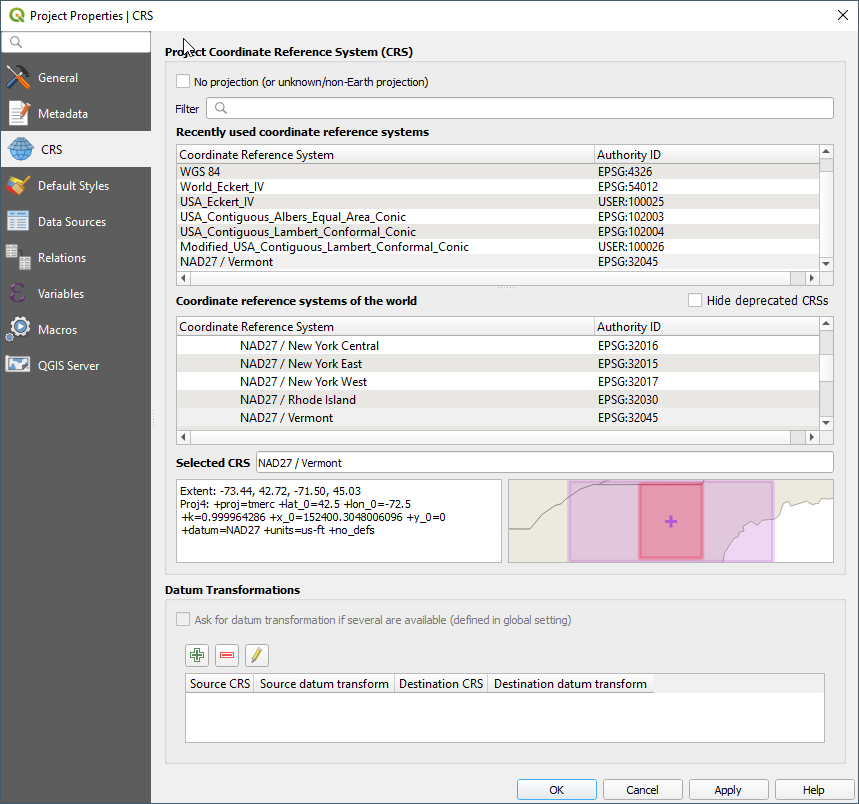 Project Properties | CRS
General
Metadata
CRS
Default Styles
Data Sources
Relations
Variables
Macros
QGIS Server
Project Coordinate Reference System (CRS)
No projection (or unknown/non-Earth projection)
Filter
Recently used coordinate reference systems
Coordinate Reference System Authority ID
WGS 84 EPSG:4326
World_Eckert_IV EPSG:54012
USA_Eckert_IV USER:100025
USA_Contiguous_Albers_Equal_Area_Conic EPSG:102003
USA_Contiguous_Lambert_Conformal_Conic EPSG:102004
Modified_USA_Contiguous_Lambert_Conformal_Conic USER:100026
NAD27 / Vermont EPSG:32045
Coordinate reference systems of the world Hide deprecated CRSs
Coordinate Reference System Authority ID
NAD27 / New York Central EPSG:32016
NAD27 / New York East EPSG:32015
NAD27 / New York West EPSG:32017
NAD27 / Rhode Island EPSG:32030
NAD27 / Vermont EPSG:32045
Selected CRS NAD27 / Vermont
Extent: -73.44, 42.72, -71.50, 45.03
Proj4: +proj=tmerc +lat_0=42.5 +lon_0=-72.5
+k=0.999964286 +x_0=152400.3048006096 +y_0=0
+datum=NAD27 +units=us-ft +no_defs
Datum Transformations
Ask for datum transformation if several are available (defined in global setting)
Source CRS Source datum transform Destination CRS Destination datum transform
OK Cancel Apply Help